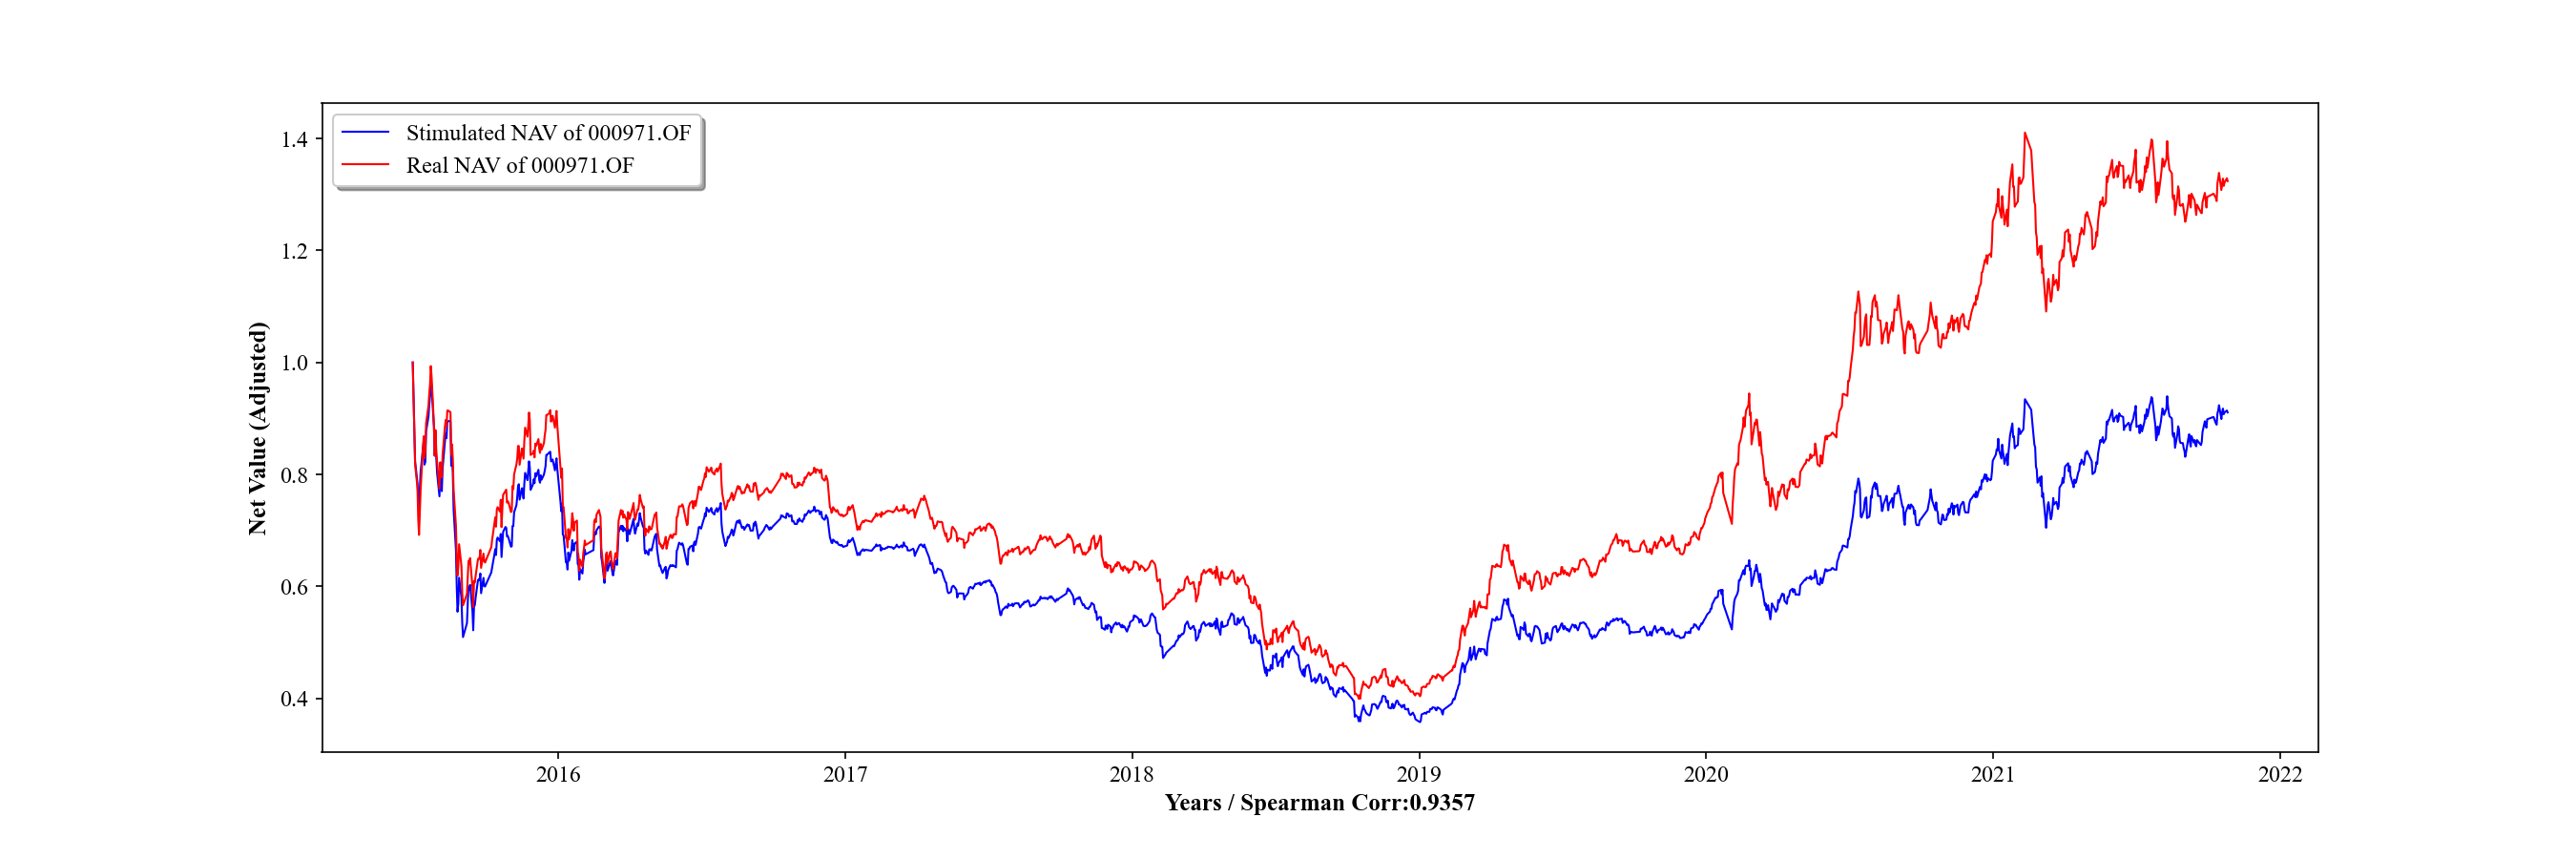 Stimulated NAV of 000971.OF
Real NAV of 000971.OF
1.4
1.2
1.0
0.8
0.6
0.4
Net Value (Adjusted)
2016 2017 2018 2019 2020 2021 2022
Years / Spearman Corr:0.9357